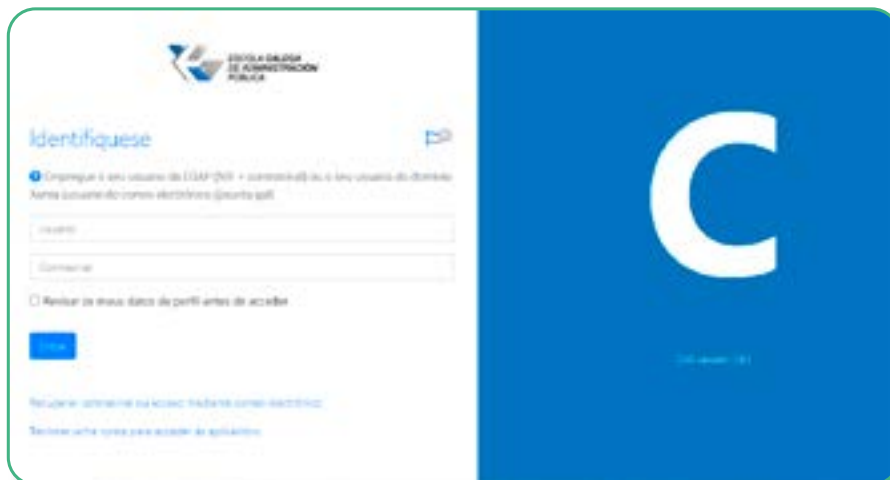 ESCOLA GALEGA
DE ADMINISTRACIÓN
PÚBLICA
Identifíquese
Empregue o seu usuario da EGAP (NIF + contrasinal) ou o seu usuario do dominio
Xunta (usuario do correo electrónico @xunta.gal)
Usuario
Contrasinal
Revisar os meus datos de perfil antes de acceder
Entrar
Recuperar contrasinal ou acceso mediante correo electrónico
para acceder
C